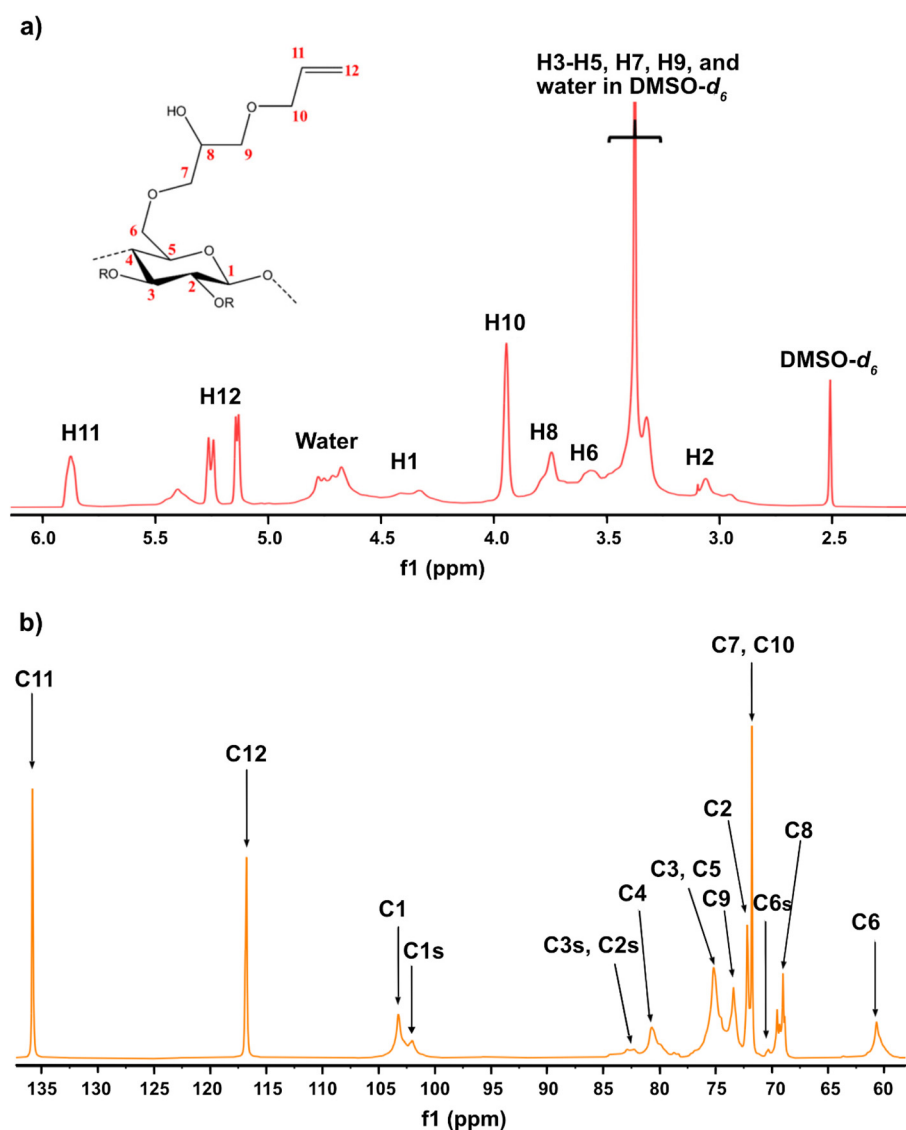 a)
11
12
H3-H5, H7, H9, and
water in DMSO-d6
O
10
HO
8
9
7
O
6
5
O
4
1
O
RO
3
2
OR
H10
DMSO-d6
H12
H11
H8
Water
H6
H1
H2
6.0 5.5 5.0 4.5 4.0 3.5 3.0 2.5
f1 (ppm)
b)
C7, C10
C11
C12
C2
C8
C3, C5
C1
C4
C9
C6s
C6
C1s
C3s, C2s
135 130 125 120 115 110 105 100 95 90 85 80 75 70 65 60
f1 (ppm)